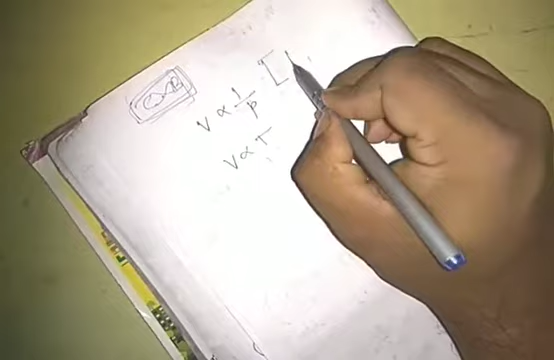 V ∝ 1/P [
V ∝ T